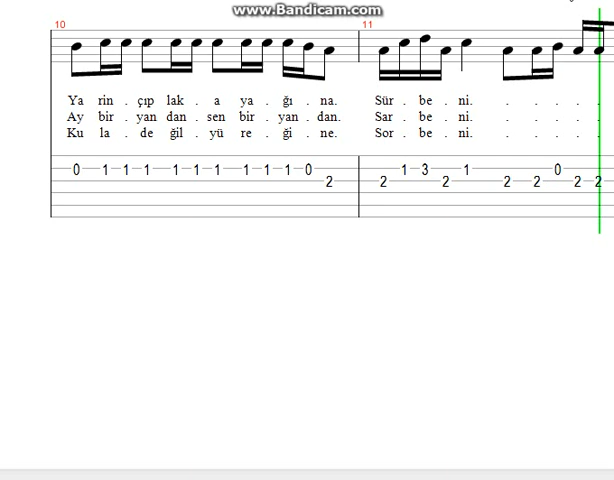 www.Bandicam.com
10 11
Ya rin . çıp lak . a ya . ğı . na. Sür . be . ni. . . . . .
Ay bir . yan dan . sen bir . yan . dan. Sar . be . ni. . . . . .
Ku la . de ğil . yü re . ği . ne. Sor . be . ni. . . . . .
0 1 1 1 1 1 1 1 1 1 1 0 2 2 1 3 2 1 2 2 0 2 2